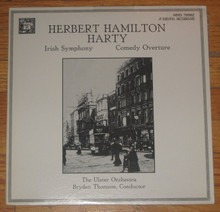 HERBERT HAMILTON
HARTY
Irish Symphony Comedy Overture
The Ulster Orchestra
Bryden Thomson, Conductor